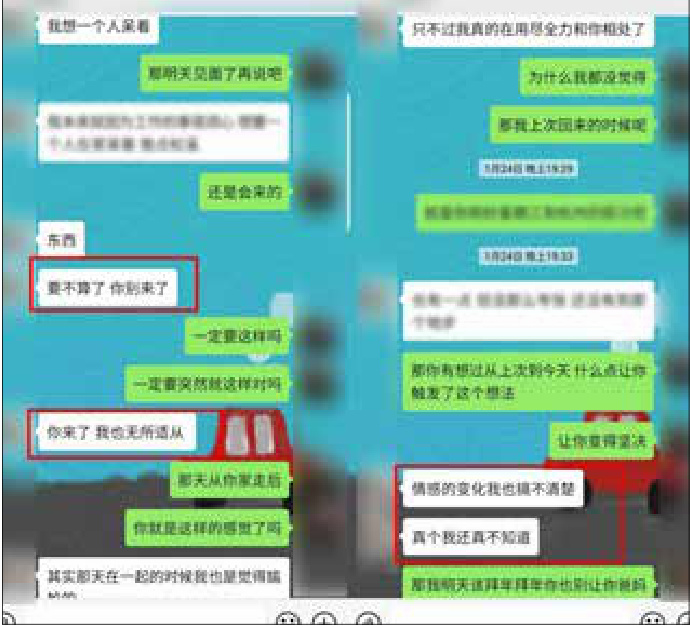 我想一个人呆着
那明天见面了再说吧
还是会来的
东西
要不算了 你别来了
一定要这样吗
一定要突然就这样对吗
你来了 我也无所适从
那天从你家走后
你就是这样的感觉了吗
其实那天在一起的时候我也是觉得尴
尬的
只不过我真的在用尽全力和你相处了
为什么我都没觉得
那我上次回来的时候呢
1月24日 晚上19:29
1月24日 晚上19:33
那你有想过从上次到今天 什么点让你
触发了这个想法
让你变得坚决
情感的变化我也搞不清楚
真个我还真不知道
那我明天这拜年拜年你也别让你爸妈